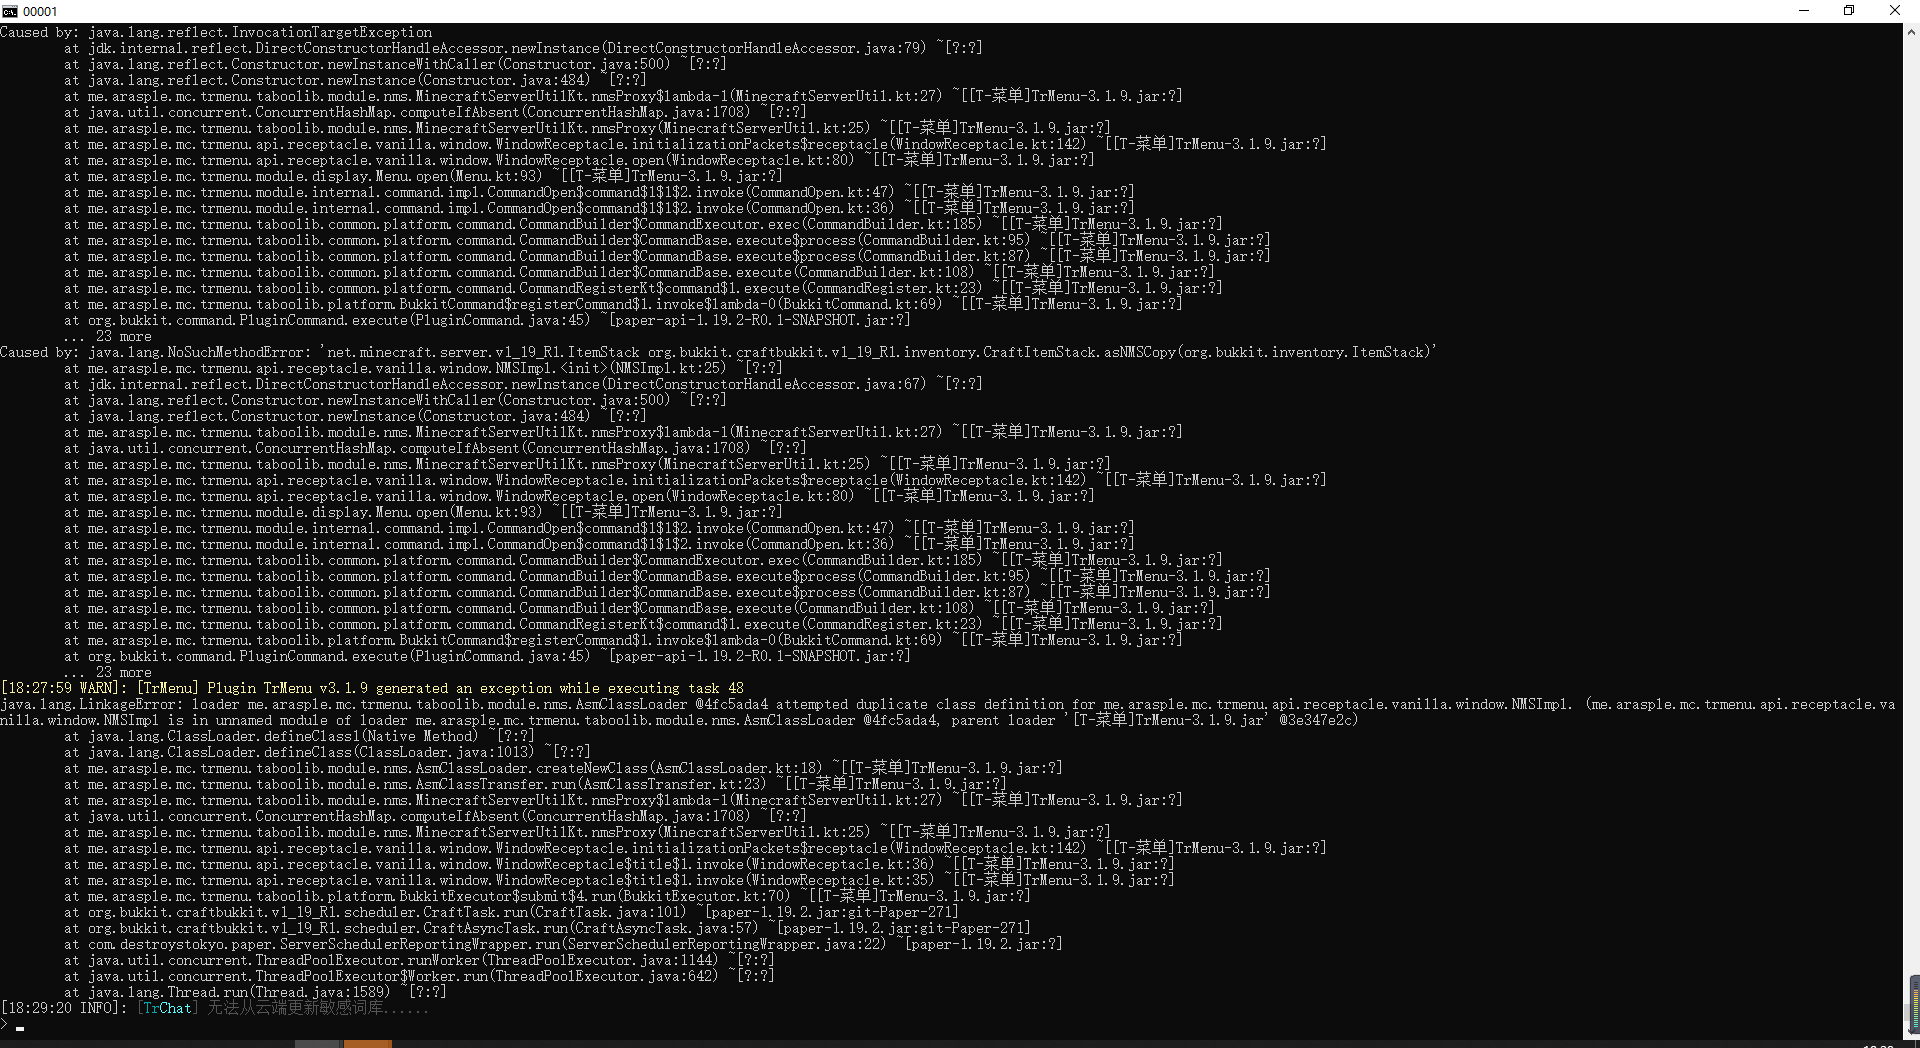 00001
Caused by: java.lang.reflect.InvocationTargetException
at jdk.internal.reflect.DirectConstructorHandleAccessor.newInstance(DirectConstructorHandleAccessor.java:79) ~[?:?]
at java.lang.reflect.Constructor.newInstanceWithCaller(Constructor.java:500) ~[?:?]
at java.lang.reflect.Constructor.newInstance(Constructor.java:484) ~[?:?]
at me.arasple.mc.trmenu.taboolib.module.nms.MinecraftServerUtilKt.nmsProxy$lambda-1(MinecraftServerUtil.kt:27) ~[[T-菜单]TrMenu-3.1.9.jar:?]
at java.util.concurrent.ConcurrentHashMap.computeIfAbsent(ConcurrentHashMap.java:1708) ~[?:?]
at me.arasple.mc.trmenu.taboolib.module.nms.MinecraftServerUtilKt.nmsProxy(MinecraftServerUtil.kt:25) ~[[T-菜单]TrMenu-3.1.9.jar:?]
at me.arasple.mc.trmenu.api.receptacle.vanilla.window.WindowReceptacle.initializationPackets$receptacle(WindowReceptacle.kt:142) ~[[T-菜单]TrMenu-3.1.9.jar:?]
at me.arasple.mc.trmenu.api.receptacle.vanilla.window.WindowReceptacle.open(WindowReceptacle.kt:80) ~[[T-菜单]TrMenu-3.1.9.jar:?]
at me.arasple.mc.trmenu.module.display.Menu.open(Menu.kt:93) ~[[T-菜单]TrMenu-3.1.9.jar:?]
at me.arasple.mc.trmenu.module.internal.command.impl.CommandOpen$command$1$1$2.invoke(CommandOpen.kt:47) ~[[T-菜单]TrMenu-3.1.9.jar:?]
at me.arasple.mc.trmenu.module.internal.command.impl.CommandOpen$command$1$1$2.invoke(CommandOpen.kt:36) ~[[T-菜单]TrMenu-3.1.9.jar:?]
at me.arasple.mc.trmenu.taboolib.common.platform.command.CommandBuilder$CommandExecutor.exec(CommandBuilder.kt:185) ~[[T-菜单]TrMenu-3.1.9.jar:?]
at me.arasple.mc.trmenu.taboolib.common.platform.command.CommandBuilder$CommandBase.execute$process(CommandBuilder.kt:95) ~[[T-菜单]TrMenu-3.1.9.jar:?]
at me.arasple.mc.trmenu.taboolib.common.platform.command.CommandBuilder$CommandBase.execute$process(CommandBuilder.kt:87) ~[[T-菜单]TrMenu-3.1.9.jar:?]
at me.arasple.mc.trmenu.taboolib.common.platform.command.CommandBuilder$CommandBase.execute(CommandBuilder.kt:108) ~[[T-菜单]TrMenu-3.1.9.jar:?]
at me.arasple.mc.trmenu.taboolib.common.platform.command.CommandRegisterKt$command$1.execute(CommandRegister.kt:23) ~[[T-菜单]TrMenu-3.1.9.jar:?]
at me.arasple.mc.trmenu.taboolib.platform.BukkitCommand$registerCommand$1.invoke$lambda-0(BukkitCommand.kt:69) ~[[T-菜单]TrMenu-3.1.9.jar:?]
at org.bukkit.command.PluginCommand.execute(PluginCommand.java:45) ~[paper-api-1.19.2-R0.1-SNAPSHOT.jar:?]
... 23 more
Caused by: java.lang.NoSuchMethodError: 'net.minecraft.server.v1_19_R1.ItemStack org.bukkit.craftbukkit.v1_19_R1.inventory.CraftItemStack.asNMSCopy(org.bukkit.inventory.ItemStack)'
at me.arasple.mc.trmenu.api.receptacle.vanilla.window.NMSImpl.<init>(NMSImpl.kt:25) ~[?:?]
at jdk.internal.reflect.DirectConstructorHandleAccessor.newInstance(DirectConstructorHandleAccessor.java:67) ~[?:?]
at java.lang.reflect.Constructor.newInstanceWithCaller(Constructor.java:500) ~[?:?]
at java.lang.reflect.Constructor.newInstance(Constructor.java:484) ~[?:?]
at me.arasple.mc.trmenu.taboolib.module.nms.MinecraftServerUtilKt.nmsProxy$lambda-1(MinecraftServerUtil.kt:27) ~[[T-菜单]TrMenu-3.1.9.jar:?]
at java.util.concurrent.ConcurrentHashMap.computeIfAbsent(ConcurrentHashMap.java:1708) ~[?:?]
at me.arasple.mc.trmenu.taboolib.module.nms.MinecraftServerUtilKt.nmsProxy(MinecraftServerUtil.kt:25) ~[[T-菜单]TrMenu-3.1.9.jar:?]
at me.arasple.mc.trmenu.api.receptacle.vanilla.window.WindowReceptacle.initializationPackets$receptacle(WindowReceptacle.kt:142) ~[[T-菜单]TrMenu-3.1.9.jar:?]
at me.arasple.mc.trmenu.api.receptacle.vanilla.window.WindowReceptacle.open(WindowReceptacle.kt:80) ~[[T-菜单]TrMenu-3.1.9.jar:?]
at me.arasple.mc.trmenu.module.display.Menu.open(Menu.kt:93) ~[[T-菜单]TrMenu-3.1.9.jar:?]
at me.arasple.mc.trmenu.module.internal.command.impl.CommandOpen$command$1$1$2.invoke(CommandOpen.kt:47) ~[[T-菜单]TrMenu-3.1.9.jar:?]
at me.arasple.mc.trmenu.module.internal.command.impl.CommandOpen$command$1$1$2.invoke(CommandOpen.kt:36) ~[[T-菜单]TrMenu-3.1.9.jar:?]
at me.arasple.mc.trmenu.taboolib.common.platform.command.CommandBuilder$CommandExecutor.exec(CommandBuilder.kt:185) ~[[T-菜单]TrMenu-3.1.9.jar:?]
at me.arasple.mc.trmenu.taboolib.common.platform.command.CommandBuilder$CommandBase.execute$process(CommandBuilder.kt:95) ~[[T-菜单]TrMenu-3.1.9.jar:?]
at me.arasple.mc.trmenu.taboolib.common.platform.command.CommandBuilder$CommandBase.execute$process(CommandBuilder.kt:87) ~[[T-菜单]TrMenu-3.1.9.jar:?]
at me.arasple.mc.trmenu.taboolib.common.platform.command.CommandBuilder$CommandBase.execute(CommandBuilder.kt:108) ~[[T-菜单]TrMenu-3.1.9.jar:?]
at me.arasple.mc.trmenu.taboolib.common.platform.command.CommandRegisterKt$command$1.execute(CommandRegister.kt:23) ~[[T-菜单]TrMenu-3.1.9.jar:?]
at me.arasple.mc.trmenu.taboolib.platform.BukkitCommand$registerCommand$1.invoke$lambda-0(BukkitCommand.kt:69) ~[[T-菜单]TrMenu-3.1.9.jar:?]
at org.bukkit.command.PluginCommand.execute(PluginCommand.java:45) ~[paper-api-1.19.2-R0.1-SNAPSHOT.jar:?]
... 23 more
[18:27:59 WARN]: [TrMenu] Plugin TrMenu v3.1.9 generated an exception while executing task 48
java.lang.LinkageError: loader me.arasple.mc.trmenu.taboolib.module.nms.AsmClassLoader @4fc5ada4 attempted duplicate class definition for me.arasple.mc.trmenu.api.receptacle.vanilla.window.NMSImpl. (me.arasple.mc.trmenu.api.receptacle.va
nilla.window.NMSImpl is in unnamed module of loader me.arasple.mc.trmenu.taboolib.module.nms.AsmClassLoader @4fc5ada4, parent loader '[T-菜单]TrMenu-3.1.9.jar' @3e347e2c)
at java.lang.ClassLoader.defineClass1(Native Method) ~[?:?]
at java.lang.ClassLoader.defineClass(ClassLoader.java:1013) ~[?:?]
at me.arasple.mc.trmenu.taboolib.module.nms.AsmClassLoader.createNewClass(AsmClassLoader.kt:18) ~[[T-菜单]TrMenu-3.1.9.jar:?]
at me.arasple.mc.trmenu.taboolib.module.nms.AsmClassTransfer.run(AsmClassTransfer.kt:23) ~[[T-菜单]TrMenu-3.1.9.jar:?]
at me.arasple.mc.trmenu.taboolib.module.nms.MinecraftServerUtilKt.nmsProxy$lambda-1(MinecraftServerUtil.kt:27) ~[[T-菜单]TrMenu-3.1.9.jar:?]
at java.util.concurrent.ConcurrentHashMap.computeIfAbsent(ConcurrentHashMap.java:1708) ~[?:?]
at me.arasple.mc.trmenu.taboolib.module.nms.MinecraftServerUtilKt.nmsProxy(MinecraftServerUtil.kt:25) ~[[T-菜单]TrMenu-3.1.9.jar:?]
at me.arasple.mc.trmenu.api.receptacle.vanilla.window.WindowReceptacle.initializationPackets$receptacle(WindowReceptacle.kt:142) ~[[T-菜单]TrMenu-3.1.9.jar:?]
at me.arasple.mc.trmenu.api.receptacle.vanilla.window.WindowReceptacle$title$1.invoke(WindowReceptacle.kt:36) ~[[T-菜单]TrMenu-3.1.9.jar:?]
at me.arasple.mc.trmenu.api.receptacle.vanilla.window.WindowReceptacle$title$1.invoke(WindowReceptacle.kt:35) ~[[T-菜单]TrMenu-3.1.9.jar:?]
at me.arasple.mc.trmenu.taboolib.platform.BukkitExecutor$submit$4.run(BukkitExecutor.kt:70) ~[[T-菜单]TrMenu-3.1.9.jar:?]
at org.bukkit.craftbukkit.v1_19_R1.scheduler.CraftTask.run(CraftTask.java:101) ~[paper-1.19.2.jar:git-Paper-271]
at org.bukkit.craftbukkit.v1_19_R1.scheduler.CraftAsyncTask.run(CraftAsyncTask.java:57) ~[paper-1.19.2.jar:git-Paper-271]
at com.destroystokyo.paper.ServerSchedulerReportingWrapper.run(ServerSchedulerReportingWrapper.java:22) ~[paper-1.19.2.jar:?]
at java.util.concurrent.ThreadPoolExecutor.runWorker(ThreadPoolExecutor.java:1144) ~[?:?]
at java.util.concurrent.ThreadPoolExecutor$Worker.run(ThreadPoolExecutor.java:642) ~[?:?]
at java.lang.Thread.run(Thread.java:1589) ~[?:?]
[18:29:20 INFO]: [TrChat] 无法从云端更新敏感词库......
>